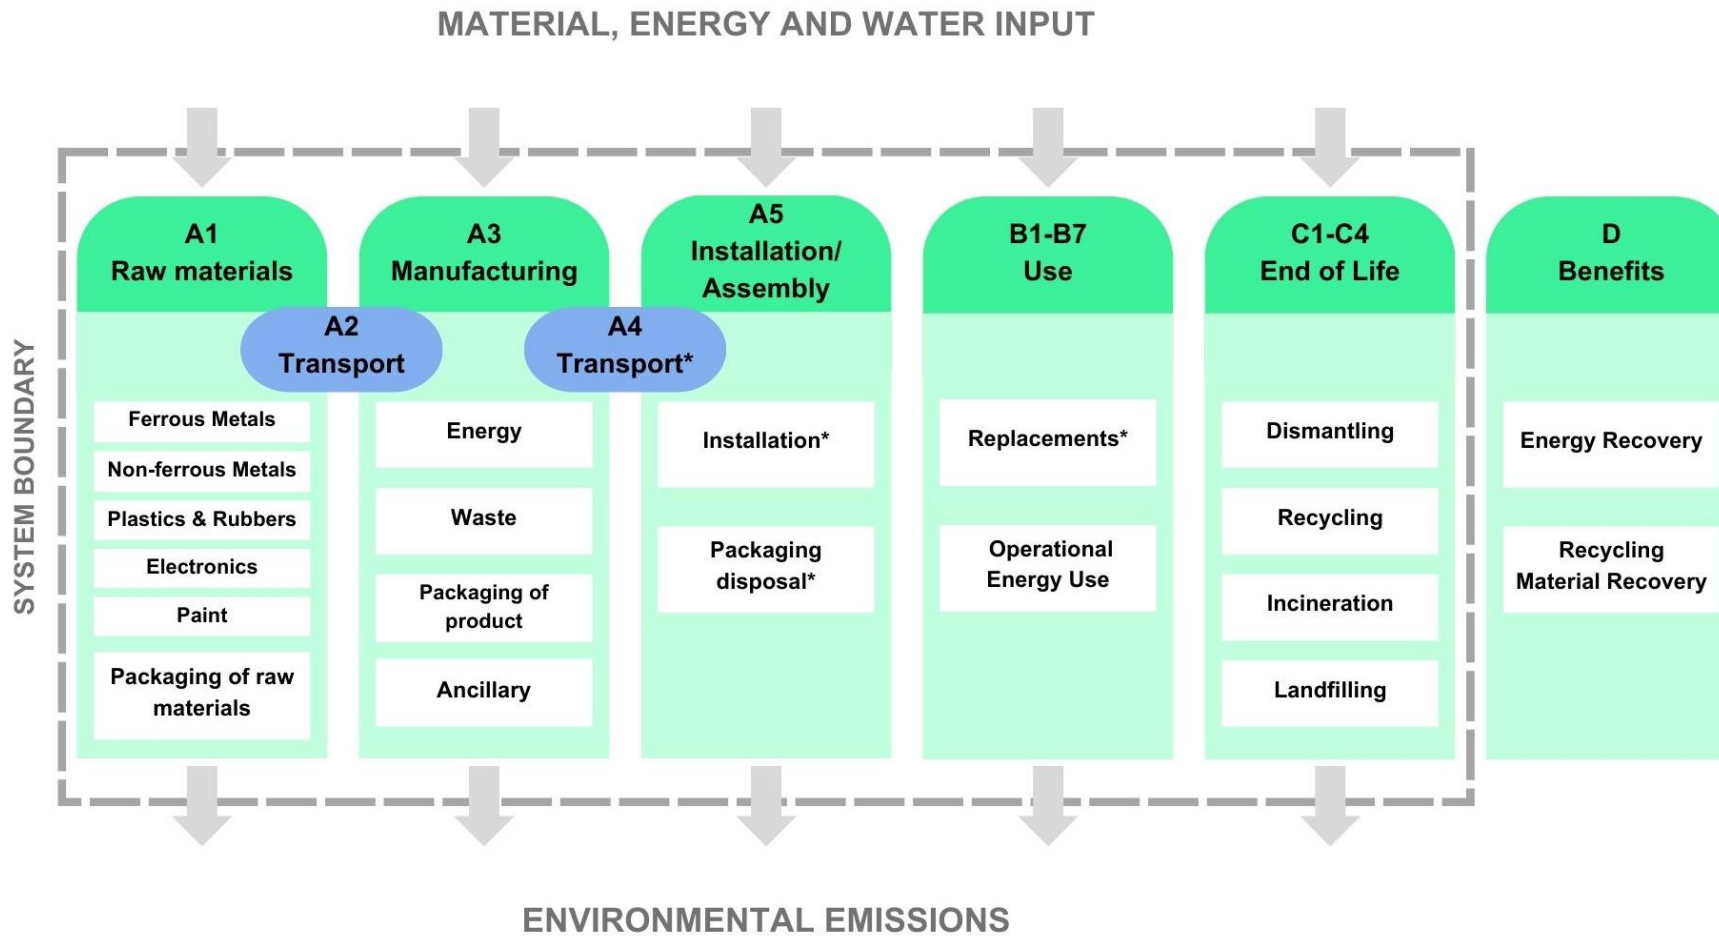 MATERIAL, ENERGY AND WATER INPUT
SYSTEM BOUNDARY
A1
Raw materials
A2
Transport
Ferrous Metals
Non-ferrous Metals
Plastics & Rubbers
Electronics
Paint
Packaging of raw
materials
A3
Manufacturing
A4
Transport*
Energy
Waste
Packaging of
product
Ancillary
A5
Installation/
Assembly
Installation*
Packaging
disposal*
B1-B7
Use
Replacements*
Operational
Energy Use
C1-C4
End of Life
Dismantling
Recycling
Incineration
Landfilling
D
Benefits
Energy Recovery
Recycling
Material Recovery
ENVIRONMENTAL EMISSIONS